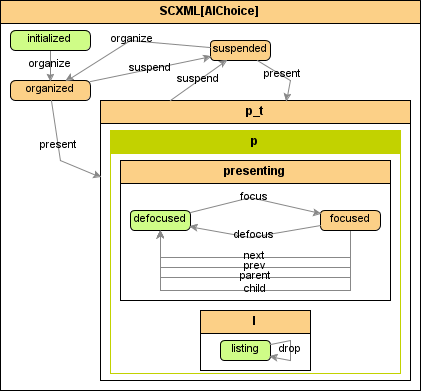 SCXML[AIChoice]
initialized
organize
suspended
organize
organized
suspend
suspend
present
p_t
p
present
presenting
focus
defocused
focused
defocus
next
prev
parent
child
l
listing
drop